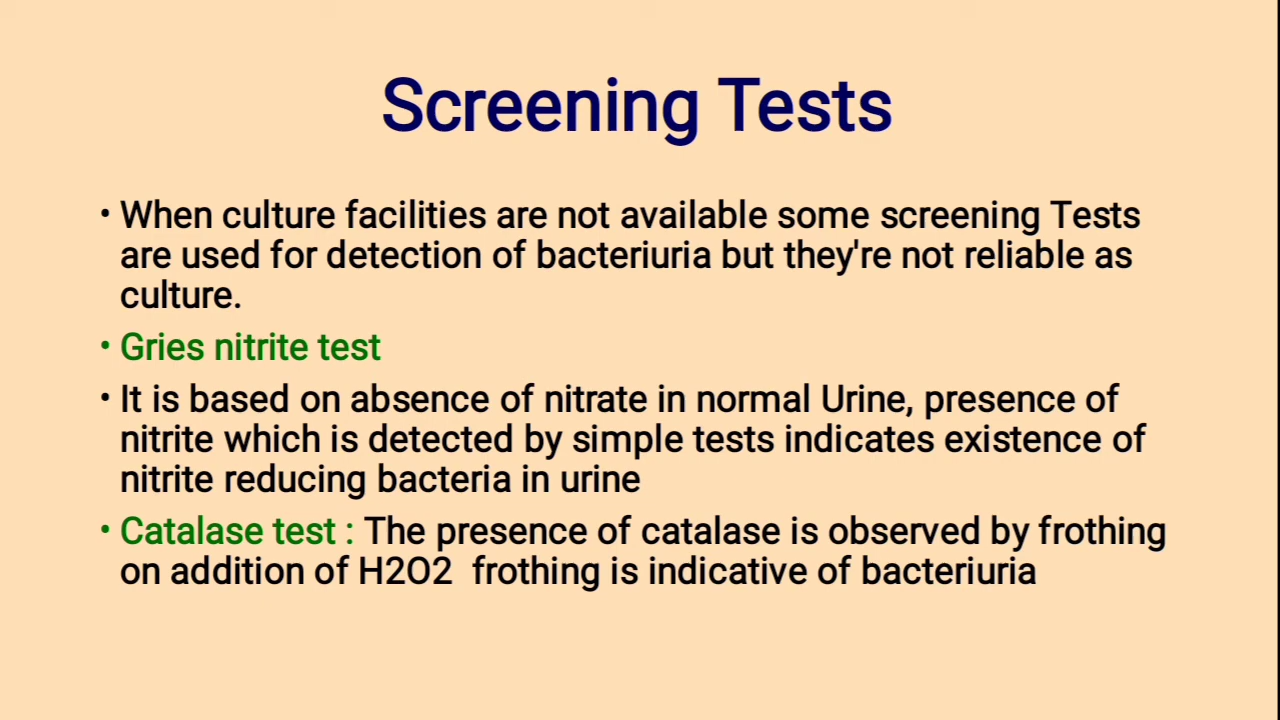 Screening Tests
• When culture facilities are not available some screening Tests
are used for detection of bacteriuria but they're not reliable as
culture.
• Gries nitrite test
• It is based on absence of nitrate in normal Urine, presence of
nitrite which is detected by simple tests indicates existence of
nitrite reducing bacteria in urine
• Catalase test : The presence of catalase is observed by frothing
on addition of H2O2  frothing is indicative of bacteriuria